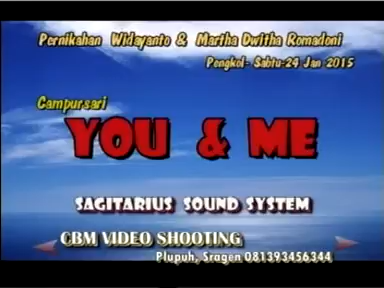 Pernikahan Widayanto & Martha Dwitha Romadoni
Pengkol- Sabtu-24 Jan 2015
Campursari
YOU & ME
SAGITARIUS SOUND SYSTEM
CBM VIDEO SHOOTING
Plupuh, Sragen 081393456344